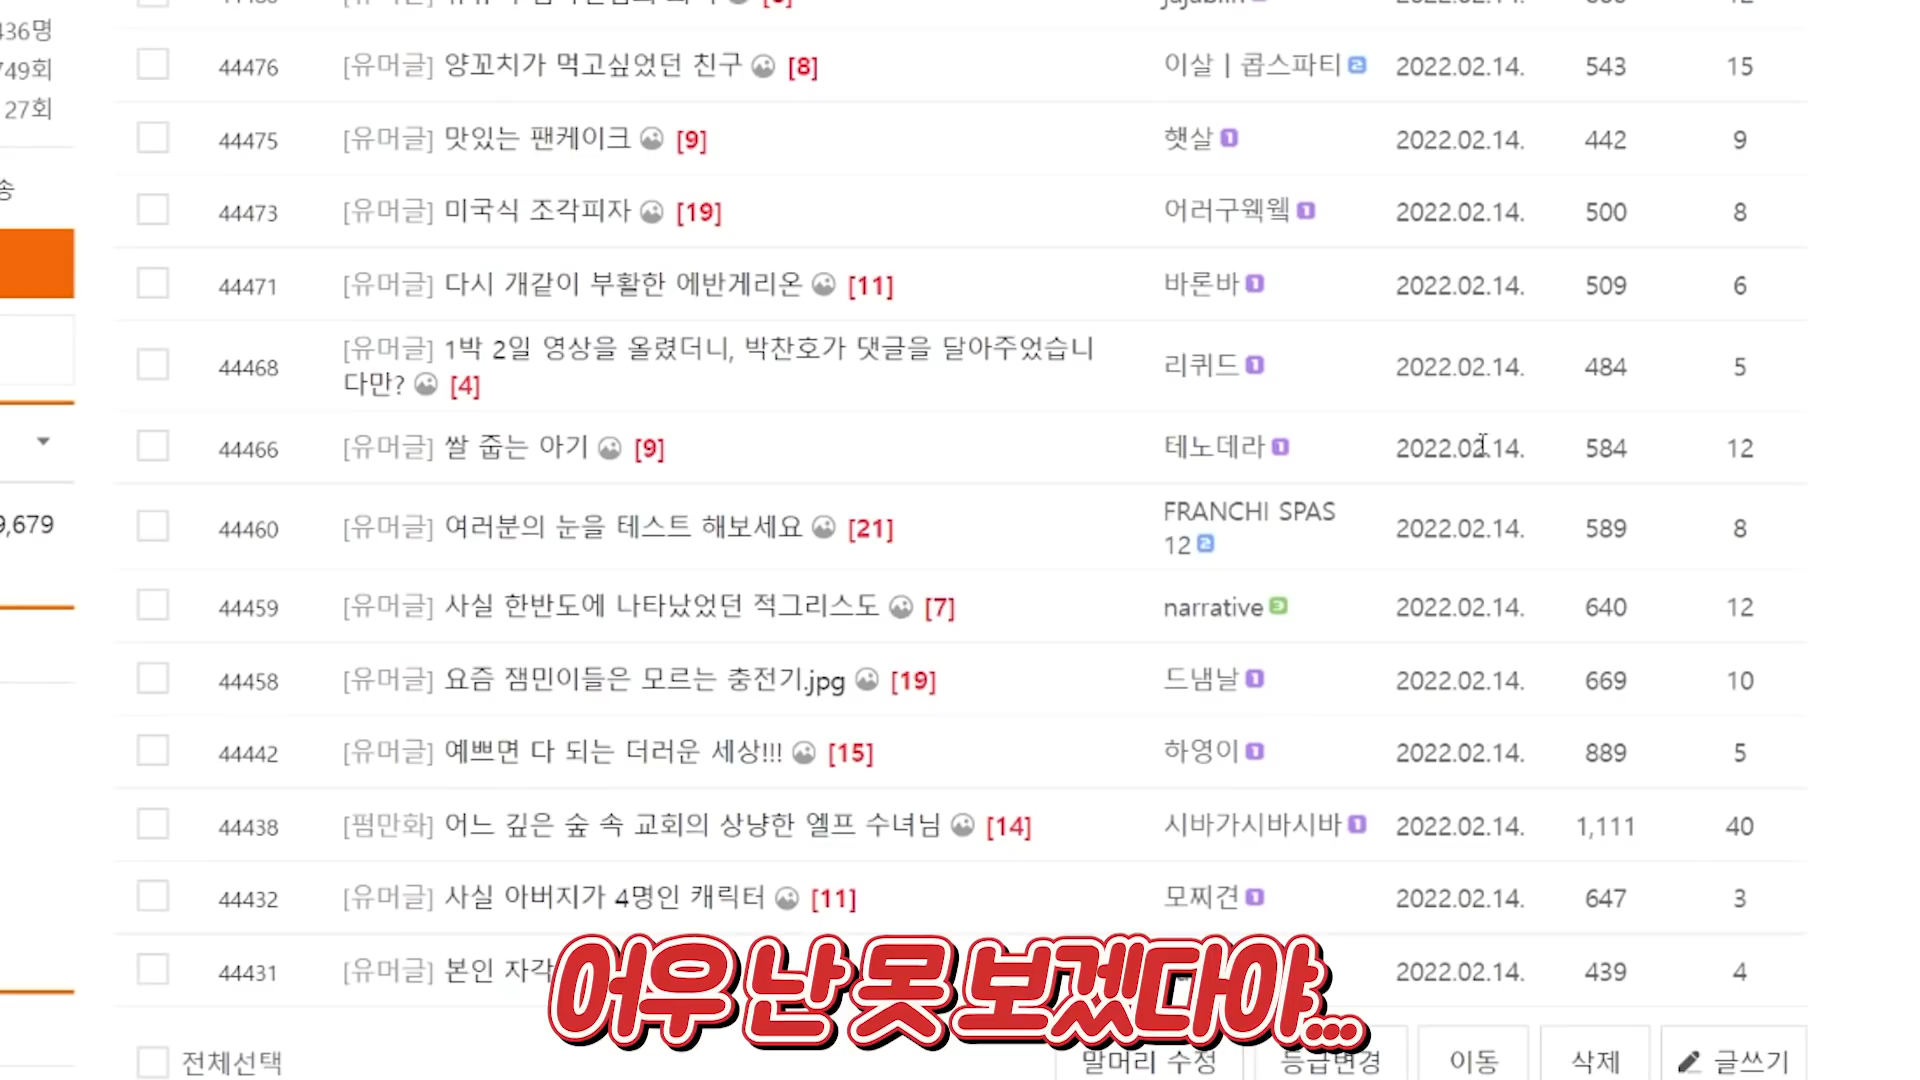 436명
749회
27회
송
9,679
44476 [유머글] 양꼬치가 먹고싶었던 친구 [8] 이살 | 콥스파티 2 2022.02.14. 543 15
44475 [유머글] 맛있는 팬케이크 [9] 햇살 1 2022.02.14. 442 9
44473 [유머글] 미국식 조각피자 [19] 어러구웩웩 1 2022.02.14. 500 8
44471 [유머글] 다시 개같이 부활한 에반게리온 [11] 바론바 1 2022.02.14. 509 6
44468 [유머글] 1박 2일 영상을 올렸더니, 박찬호가 댓글을 달아주었습니
다만? [4] 리퀴드 1 2022.02.14. 484 5
44466 [유머글] 쌀 줍는 아기 [9] 테노데라 1 2022.02.14. 584 12
44460 [유머글] 여러분의 눈을 테스트 해보세요 [21] FRANCHI SPAS
12 2 2022.02.14. 589 8
44459 [유머글] 사실 한반도에 나타났었던 적그리스도 [7] narrative 3 2022.02.14. 640 12
44458 [유머글] 요즘 잼민이들은 모르는 충전기.jpg [19] 드냄날 1 2022.02.14. 669 10
44442 [유머글] 예쁘면 다 되는 더러운 세상!!! [15] 하영이 1 2022.02.14. 889 5
44438 [펌만화] 어느 깊은 숲 속 교회의 상냥한 엘프 수녀님 [14] 시바가시바시바 1 2022.02.14. 1,111 40
44432 [유머글] 사실 아버지가 4명인 캐릭터 [11] 모찌견 1 2022.02.14. 647 3
44431 [유머글] 본인 자각 2022.02.14. 439 4
어우 난 못 보겠다야...
전체선택 말머리 수정 등급변경 이동 삭제 글쓰기